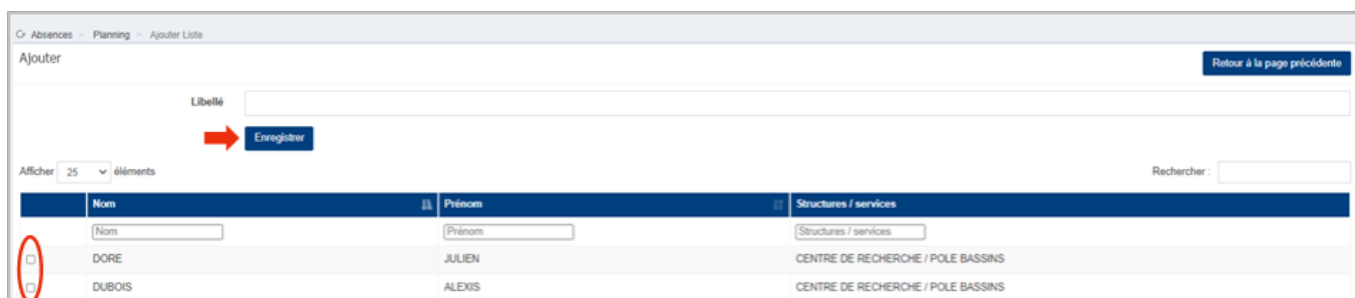 Absences > Planning > Ajouter Liste
Ajouter
Retour à la page précédente
Libellé
Enregistrer
Afficher 25 éléments
Rechercher :
Nom Prénom Structures / services
Nom Prénom Structures / services
DORE JULIEN CENTRE DE RECHERCHE / POLE BASSINS
DUBOIS ALEXIS CENTRE DE RECHERCHE / POLE BASSINS